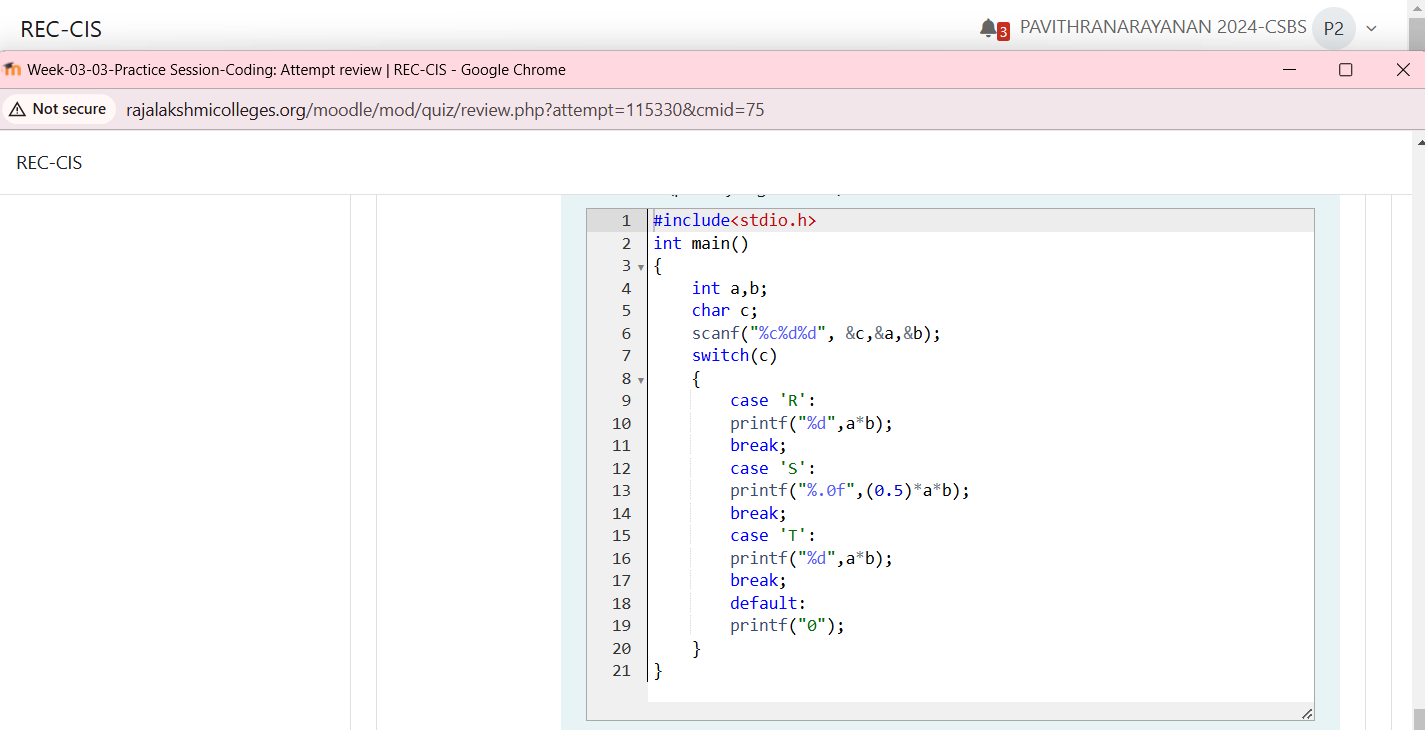 REC-CIS
3 PAVITHRANARAYANAN 2024-CSBS P2
Week-03-03-Practice Session-Coding: Attempt review | REC-CIS - Google Chrome
Not secure rajalakshmicolleges.org/moodle/mod/quiz/review.php?attempt=115330&cmid=75
REC-CIS
1 #include<stdio.h>
2 int main()
3 {
4 int a,b;
5 char c;
6 scanf("%c%d%d", &c,&a,&b);
7 switch(c)
8 {
9 case 'R':
10 printf("%d",a*b);
11 break;
12 case 'S':
13 printf("%.0f",(0.5)*a*b);
14 break;
15 case 'T':
16 printf("%d",a*b);
17 break;
18 default:
19 printf("0");
20 }
21 }